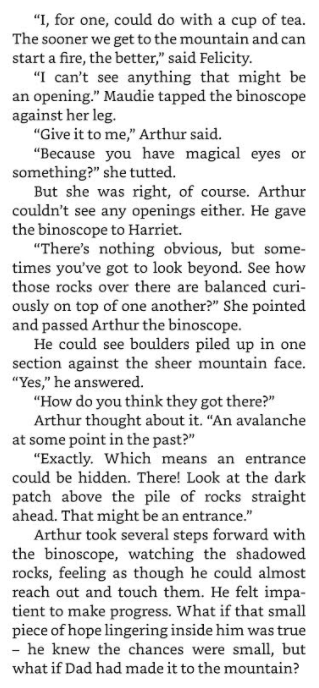 “I, for one, could do with a cup of tea.
The sooner we get to the mountain and can
start a fire, the better,” said Felicity.
“I can’t see anything that might be
an opening.” Maudie tapped the binoscope
against her leg.
“Give it to me,” Arthur said.
“Because you have magical eyes or
something?” she tutted.
But she was right, of course. Arthur
couldn’t see any openings either. He gave
the binoscope to Harriet.
“There’s nothing obvious, but some-
times you’ve got to look beyond. See how
those rocks over there are balanced curi-
ously on top of one another?” She pointed
and passed Arthur the binoscope.
He could see boulders piled up in one
section against the sheer mountain face.
“Yes,” he answered.
“How do you think they got there?”
Arthur thought about it. “An avalanche
at some point in the past?”
“Exactly. Which means an entrance
could be hidden. There! Look at the dark
patch above the pile of rocks straight
ahead. That might be an entrance.”
Arthur took several steps forward with
the binoscope, watching the shadowed
rocks, feeling as though he could almost
reach out and touch them. He felt impa-
tient to make progress. What if that small
piece of hope lingering inside him was true
– he knew the chances were small, but
what if Dad had made it to the mountain?